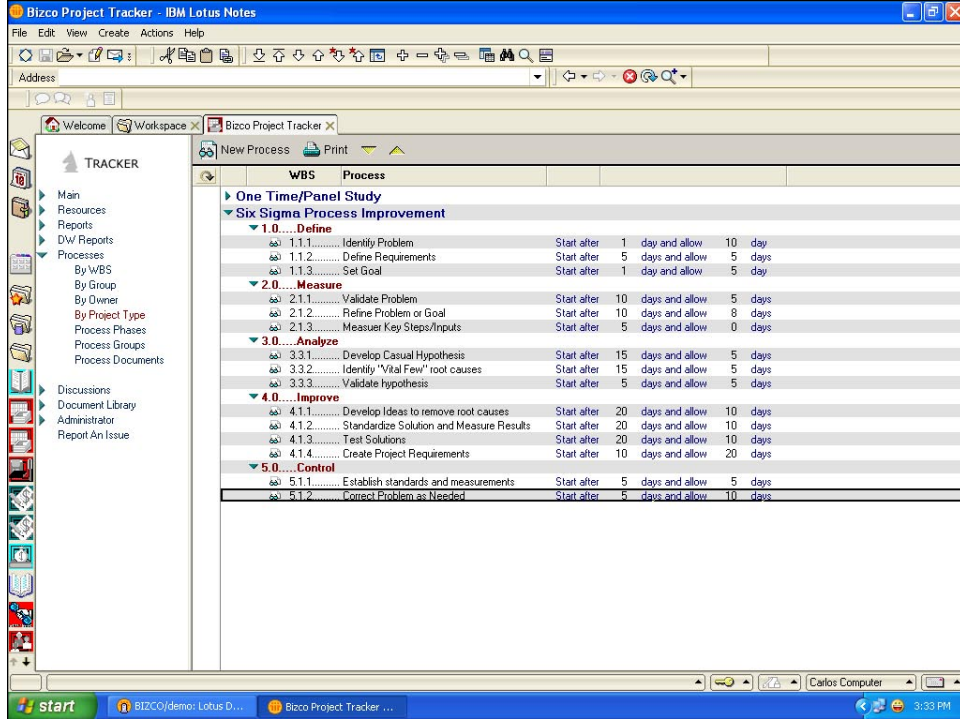 Bizco Project Tracker - IBM Lotus Notes
File Edit View Create Actions Help
Address
Welcome Workspace Bizco Project Tracker
New Process Print
TRACKER
WBS Process
Main
Resources
Reports
DW Reports
Processes
By WBS
By Group
By Owner
By Project Type
Process Phases
Process Groups
Process Documents
Discussions
Document Library
Administrator
Report An Issue
One Time/Panel Study
Six Sigma Process Improvement
1.0.....Define
1.1.1......... Identify Problem Start after 1 day and allow 10 day
1.1.2......... Define Requirements Start after 5 days and allow 5 days
1.1.3......... Set Goal Start after 1 day and allow 5 day
2.0.....Measure
2.1.1......... Validate Problem Start after 10 days and allow 5 days
2.1.2......... Refine Problem or Goal Start after 10 days and allow 8 days
2.1.3......... Measuer Key Steps/Inputs Start after 5 days and allow 0 days
3.0.....Analyze
3.3.1......... Develop Casual Hypothesis Start after 15 days and allow 5 days
3.3.2......... Identify "Vital Few" root causes Start after 15 days and allow 5 days
3.3.3......... Validate hypothesis Start after 5 days and allow 5 days
4.0.....Improve
4.1.1......... Develop Ideas to remove root causes Start after 20 days and allow 10 days
4.1.2......... Standardize Solution and Measure Results Start after 20 days and allow 10 days
4.1.3......... Test Solutions Start after 20 days and allow 10 days
4.1.4......... Create Project Requirements Start after 10 days and allow 20 days
5.0.....Control
5.1.1......... Establish standards and measurements Start after 5 days and allow 5 days
5.1.2......... Correct Problem as Needed Start after 5 days and allow 10 days
Carlos Computer
start BIZCO/demo: Lotus D... Bizco Project Tracker ... 3:33 PM